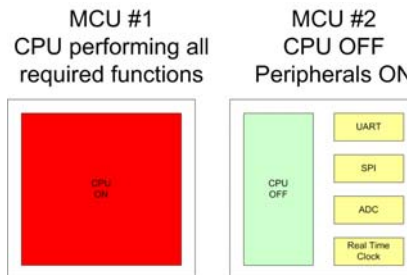 MCU #1
CPU performing all
required functions
MCU #2
CPU OFF
Peripherals ON
CPU
ON
CPU
OFF
UART
SPI
ADC
Real Time
Clock